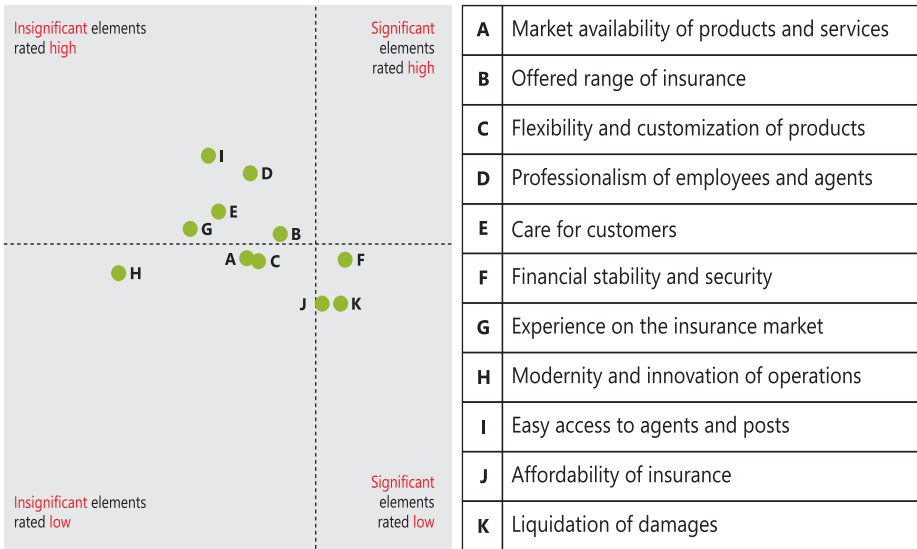 Insignificant elements
rated high
Significant
elements
rated high
I
D
E
G
B
A
C
F
H
J
K
Insignificant elements
rated low
Significant
elements
rated low
A Market availability of products and services
B Offered range of insurance
C Flexibility and customization of products
D Professionalism of employees and agents
E Care for customers
F Financial stability and security
G Experience on the insurance market
H Modernity and innovation of operations
I Easy access to agents and posts
J Affordability of insurance
K Liquidation of damages